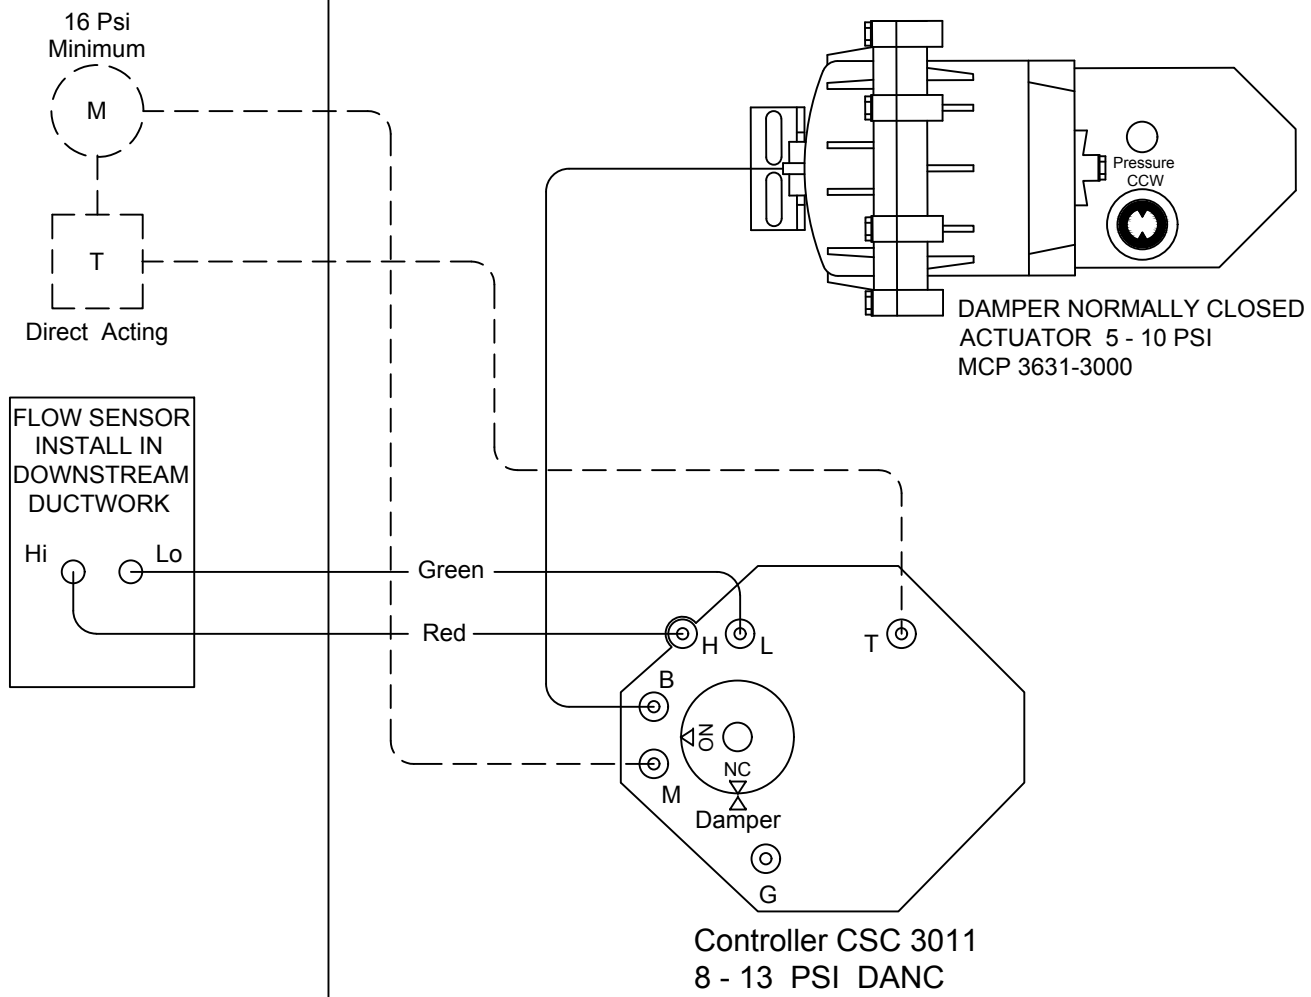 16 Psi
Minimum
M
T
Direct Acting
FLOW SENSOR
INSTALL IN
DOWNSTREAM
DUCTWORK
Hi
Lo
Green
Red
Pressure
CCW
DAMPER NORMALLY CLOSED
ACTUATOR 5 - 10 PSI
MCP 3631-3000
H
L
T
B
NO
NC
M
Damper
G
Controller CSC 3011
8 - 13 PSI DANC